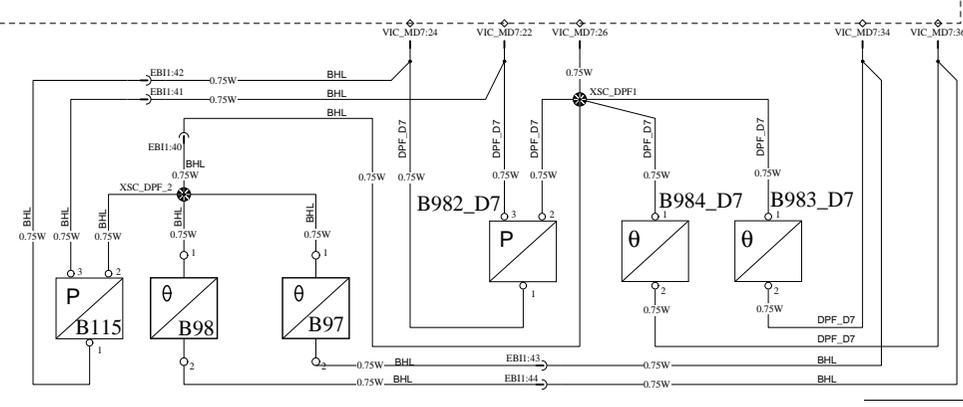 VIC_MD7:24 VIC_MD7:22 VIC_MD7:26 VIC_MD7:34 VIC_MD7:36
EBI1:42 0.75W BHL 0.75W
EBI1:41 0.75W BHL XSC_DPF1
BHL
DPF_D7 DPF_D7 DPF_D7 DPF_D7 DPF_D7
EBI1:40
BHL
0.75W 0.75W 0.75W 0.75W 0.75W 0.75W 0.75W
XSC_DPF_2
B982_D7 B984_D7 B983_D7
3 2 1 1
BHL BHL BHL BHL BHL
0.75W 0.75W 0.75W 0.75W 0.75W
P θ θ
1 1
3 2
2 2
1
P θ θ
0.75W 0.75W
B115 B98 B97
DPF_D7
1
DPF_D7
2 2 0.75W BHL EBI1:43 0.75W BHL
0.75W BHL EBI1:44 0.75W BHL